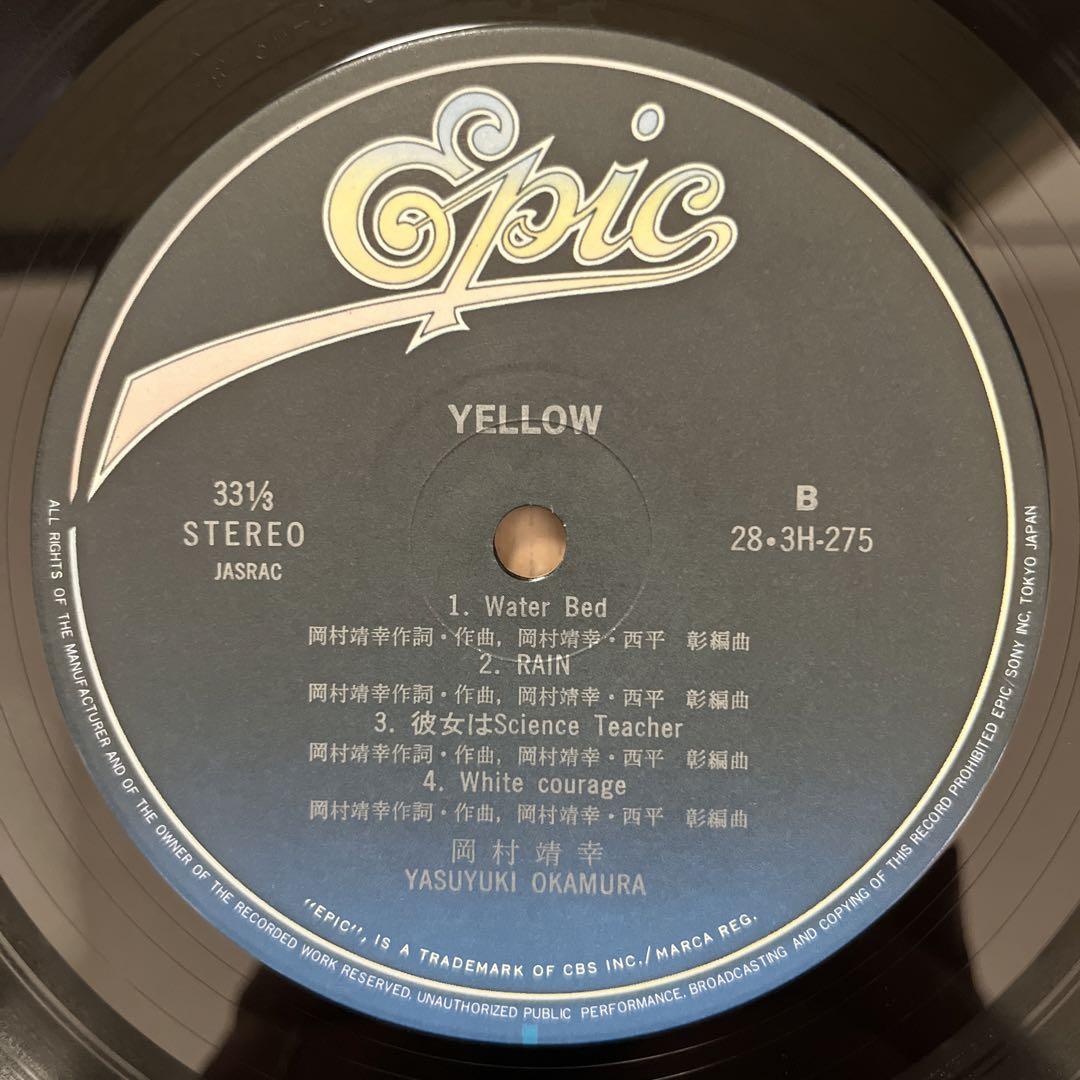 Epic
YELLOW
33⅓
STEREO
JASRAC
B
28・3H-275
1. Water Bed
岡村靖幸作詞・作曲, 岡村靖幸・西平 彰編曲
2. RAIN
岡村靖幸作詞・作曲, 岡村靖幸・西平 彰編曲
3. 彼女はScience Teacher
岡村靖幸作詞・作曲, 岡村靖幸・西平 彰編曲
4. White courage
岡村靖幸作詞・作曲, 岡村靖幸・西平 彰編曲
岡村靖幸
YASUYUKI OKAMURA
"EPIC", IS A TRADEMARK OF CBS INC./MARCA REG.
ALL RIGHTS OF THE MANUFACTURER AND OF THE OWNER OF THE RECORDED WORK RESERVED. UNAUTHORIZED PUBLIC PERFORMANCE. BROADCASTING AND COPYING OF THIS RECORD PROHIBITED EPIC/SONY INC. TOKYO JAPAN